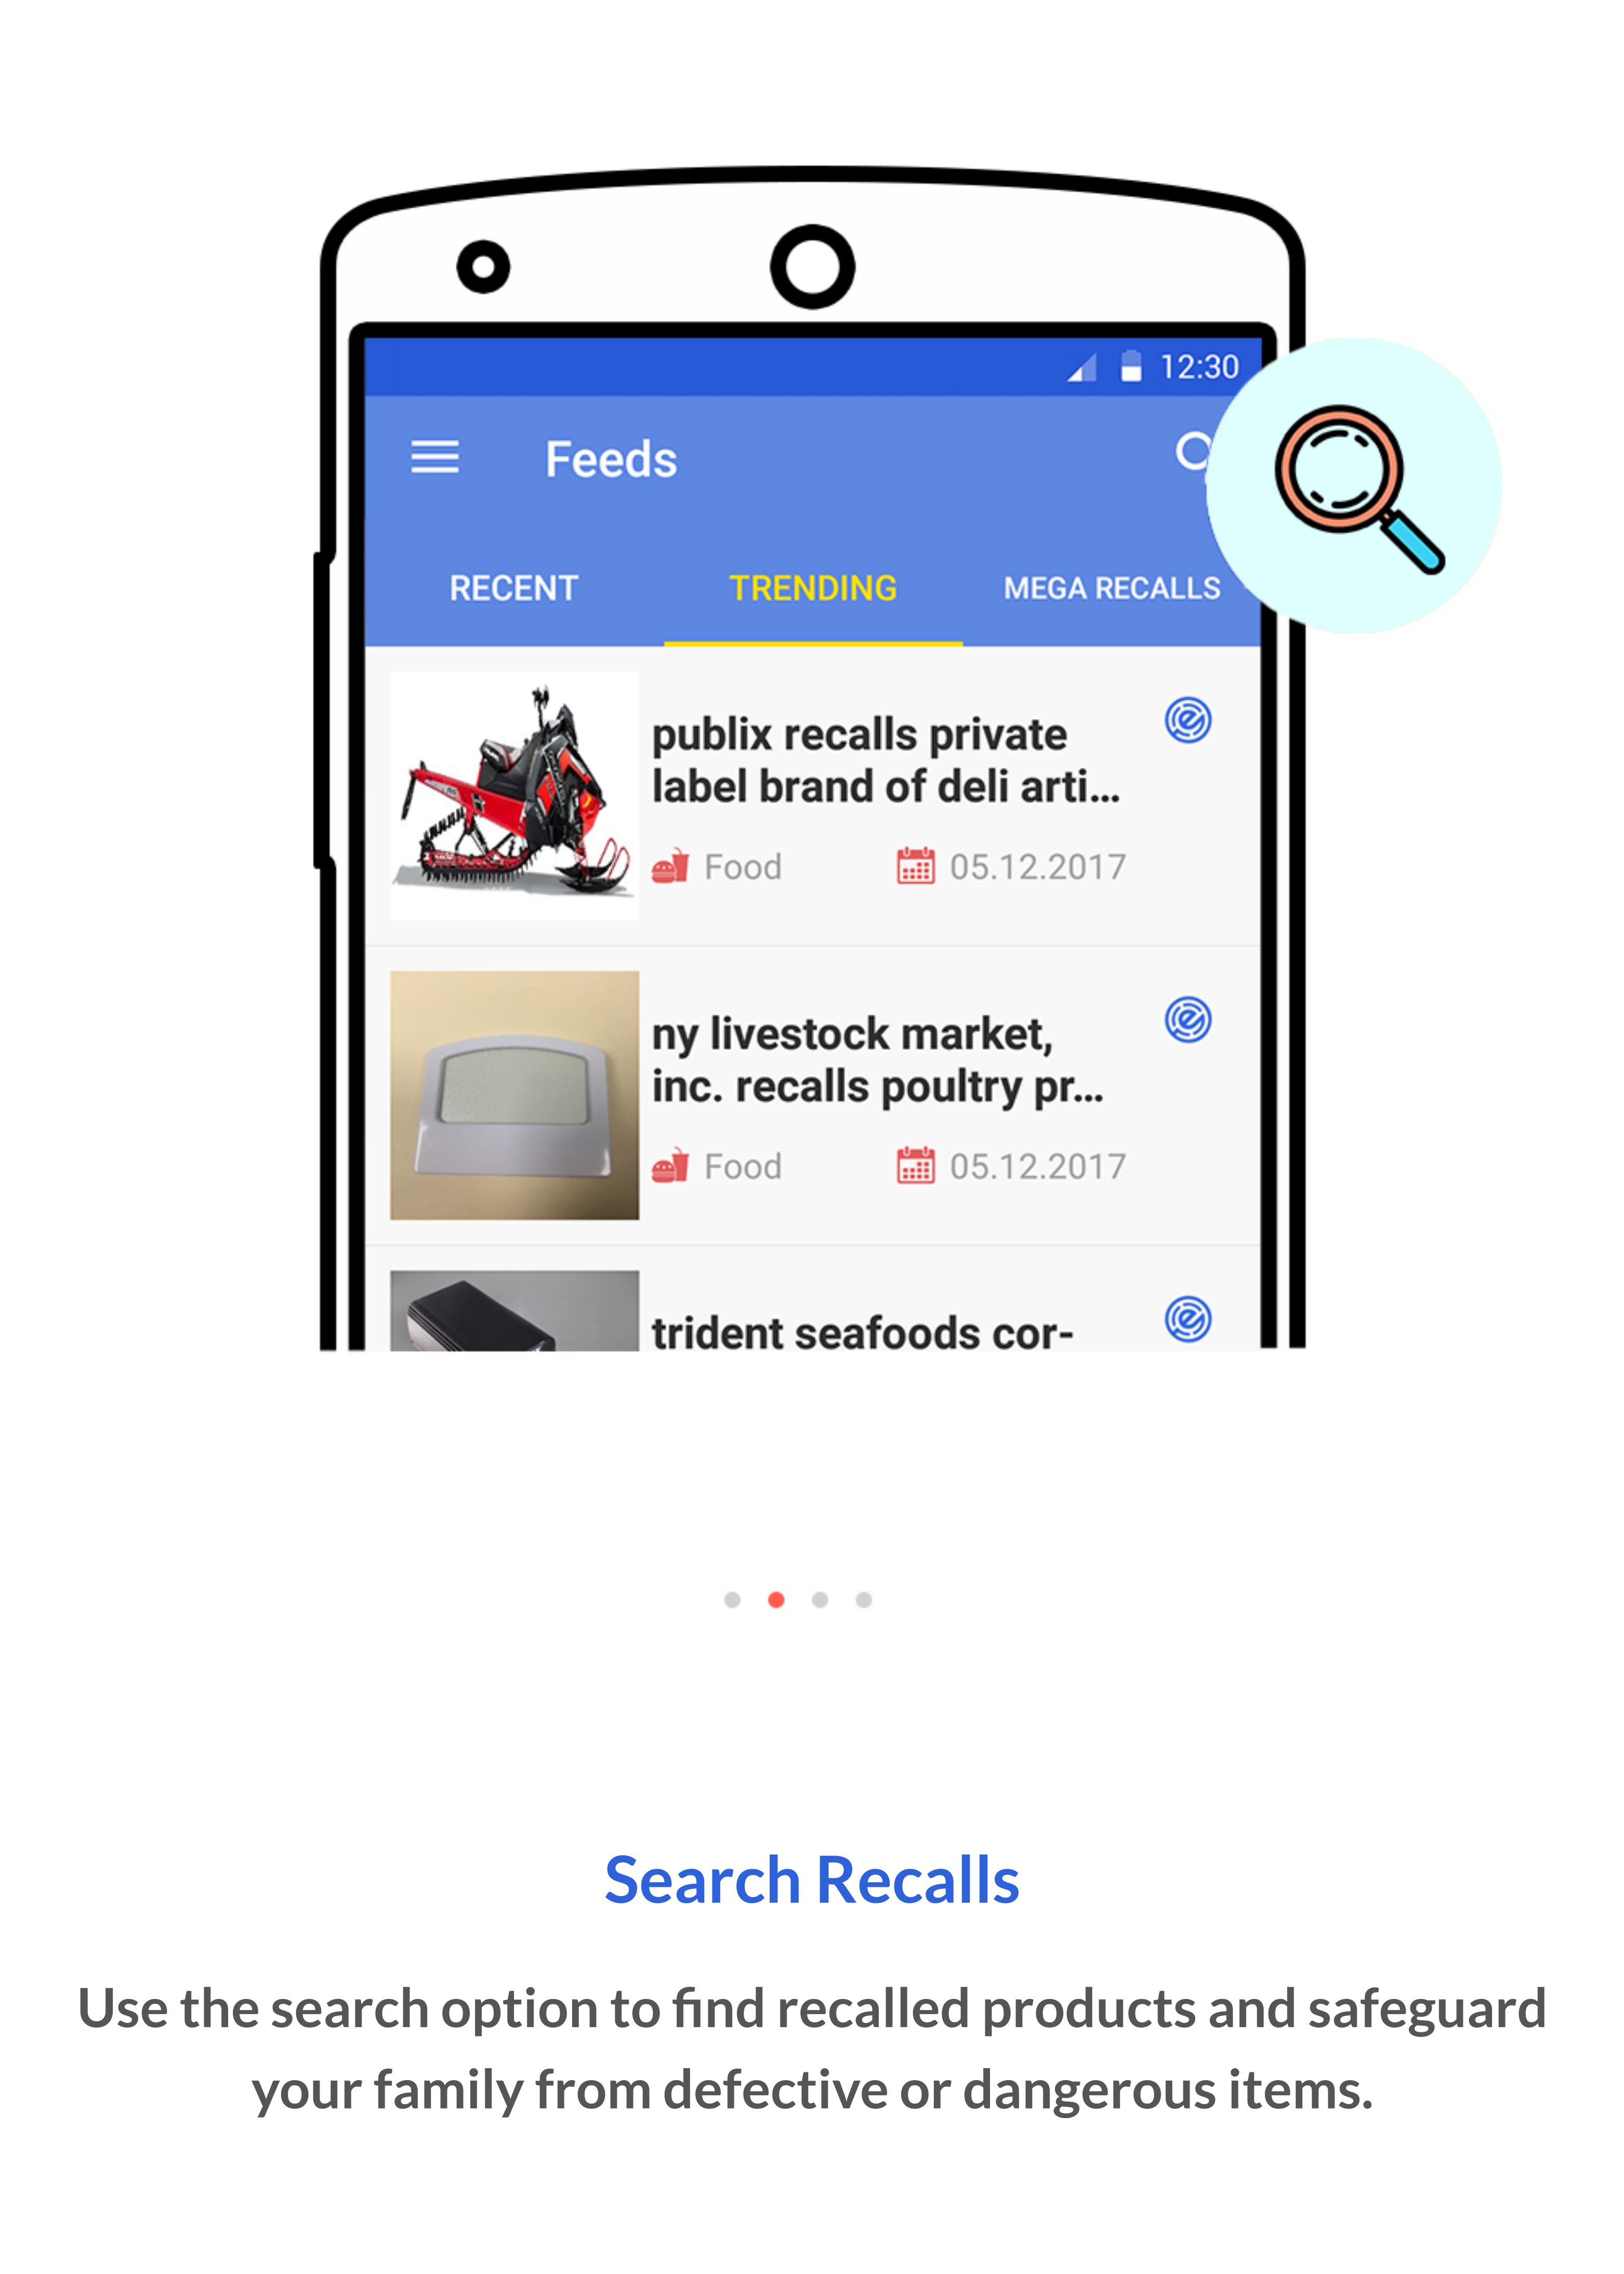 12:30
Feeds
RECENT TRENDING MEGA RECALLS
publix recalls private
label brand of deli arti...
Food 05.12.2017
ny livestock market,
inc. recalls poultry pr...
Food 05.12.2017
trident seafoods cor-
Search Recalls
Use the search option to find recalled products and safeguard
your family from defective or dangerous items.